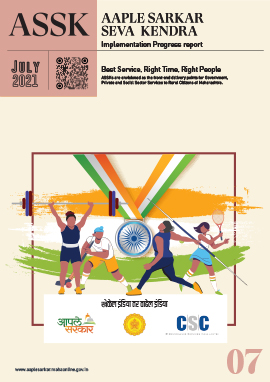 ASSK
AAPLE SARKAR
SEVA KENDRA
Implementation Progress report
JULY
2021
Best Service, Right Time, Right People
ASSKs are envisioned as the front end delivery points for Government,
Private and Social Sector Services to Rural Citizens of Maharashtra.
खेलेल इंडिया तर वाढेल इंडिया
आपले
सरकार
CSC
07
www.aaplesarkarmahaonline.gov.in